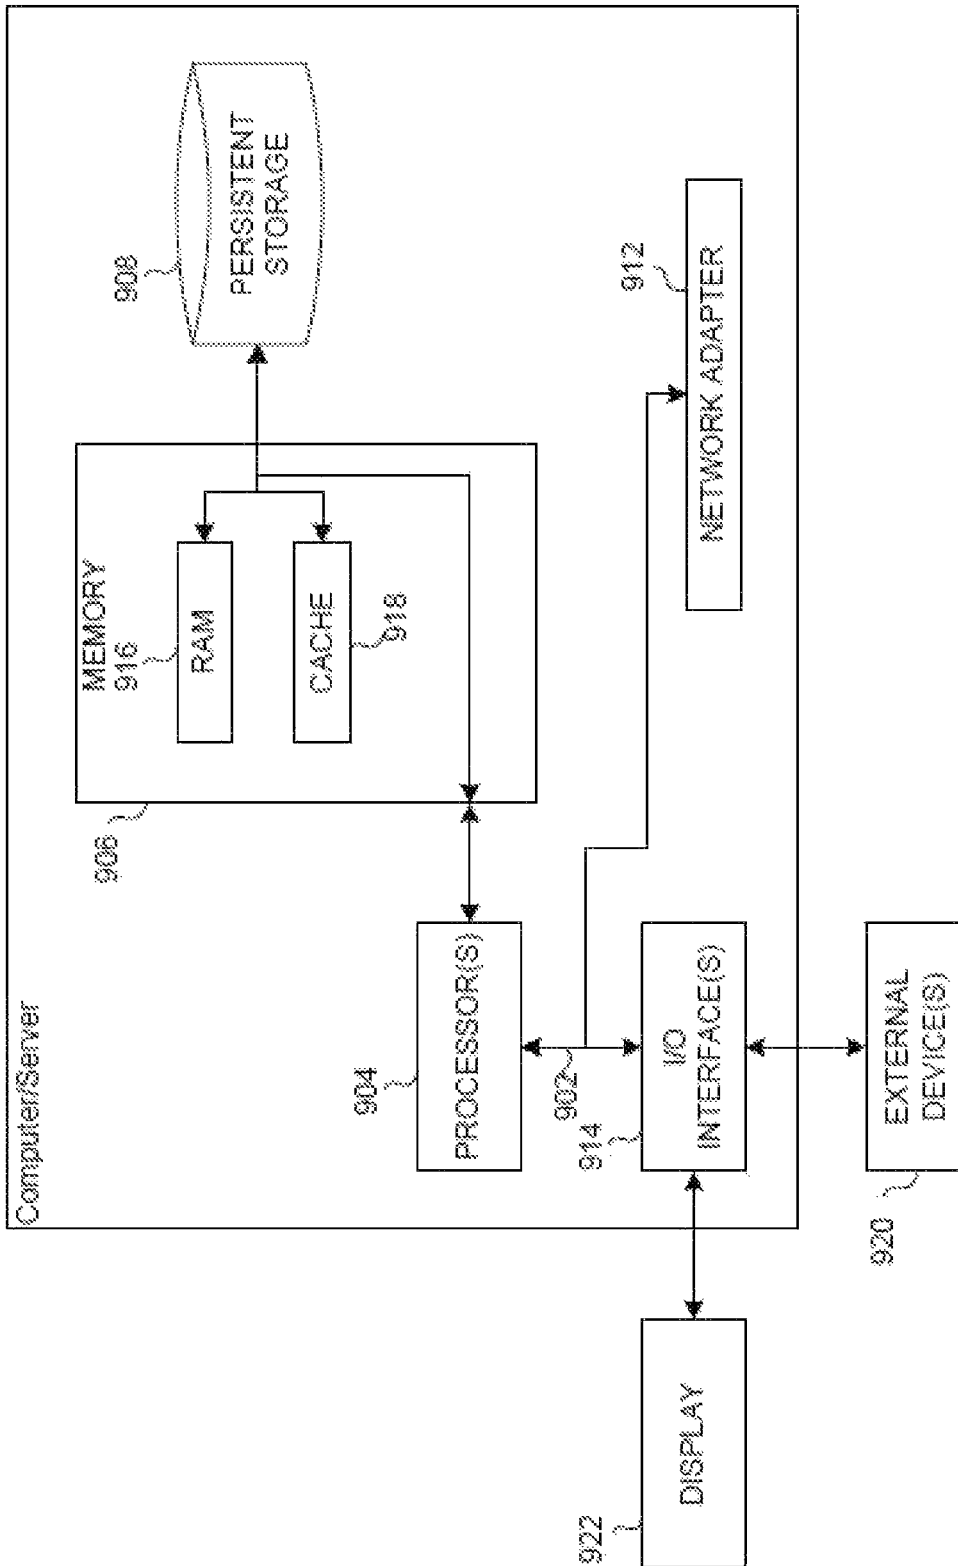 Computer/Server
MEMORY
906
916
RAM
CACHE
918
908
PERSISTENT
STORAGE
904
PROCESSOR(S)
902
914
I/O
INTERFACE(S)
912
NETWORK ADAPTER
922
DISPLAY
920
EXTERNAL
DEVICE(S)